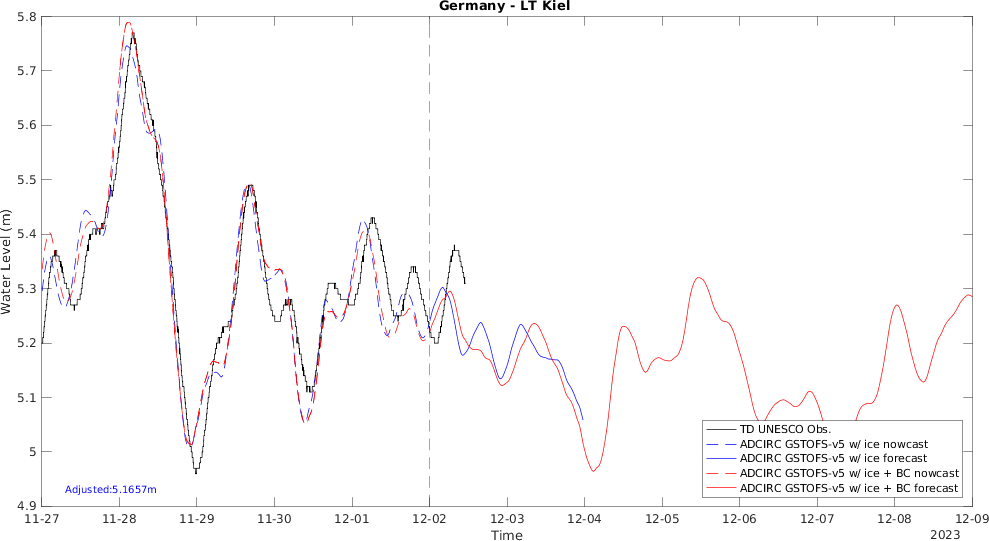 Germany - LT Kiel
Water Level (m)
5.8
5.7
5.6
5.5
5.4
5.3
5.2
5.1
5
4.9
Adjusted:5.1657m
TD UNESCO Obs.
ADCIRC GSTOFS-v5 w/ ice nowcast
ADCIRC GSTOFS-v5 w/ ice forecast
ADCIRC GSTOFS-v5 w/ ice + BC nowcast
ADCIRC GSTOFS-v5 w/ ice + BC forecast
11-27 11-28 11-29 11-30 12-01 12-02 12-03 12-04 12-05 12-06 12-07 12-08 12-09
Time
2023